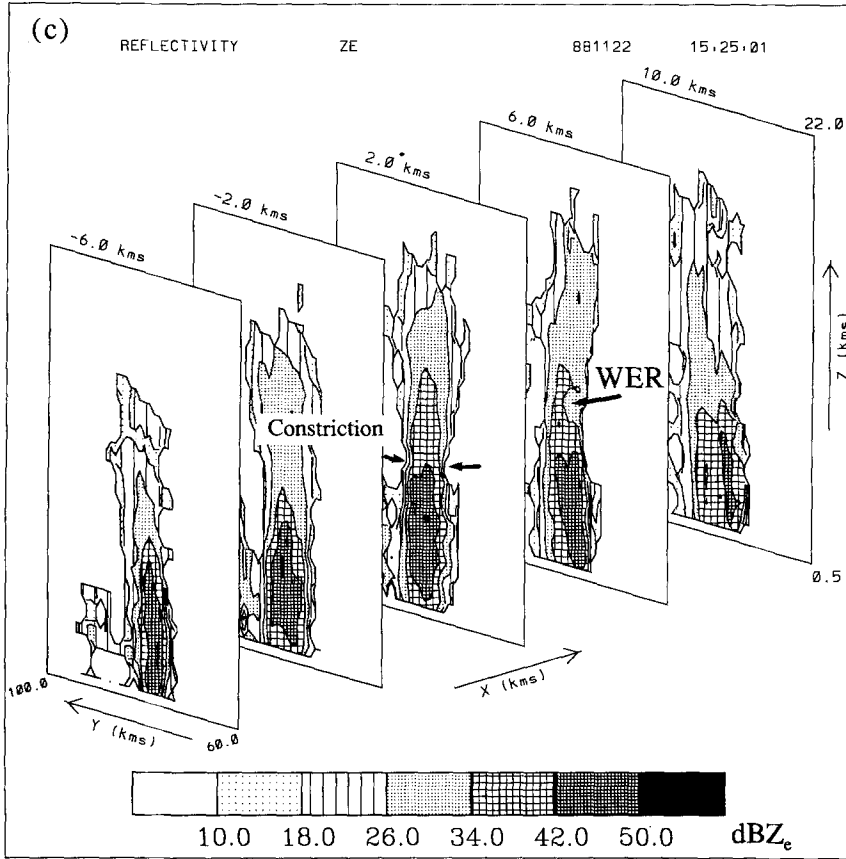 (c)
REFLECTIVITY ZE 881122 15:25:01
10.0 kms
22.0
6.0 kms
2.0 kms
-2.0 kms
-6.0 kms
Z (kms)
WER
Constriction
0.5
X (kms)
100.0
Y (kms)
60.0
10.0 18.0 26.0 34.0 42.0 50.0 dBZe